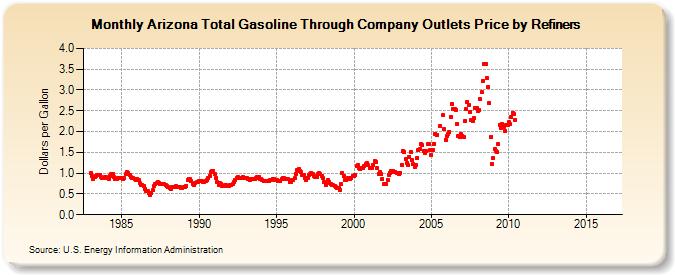 Monthly Arizona Total Gasoline Through Company Outlets Price by Refiners
Dollars per Gallon
4.0
3.5
3.0
2.5
2.0
1.5
1.0
0.5
0.0
1985 1990 1995 2000 2005 2010 2015
Source: U.S. Energy Information Administration